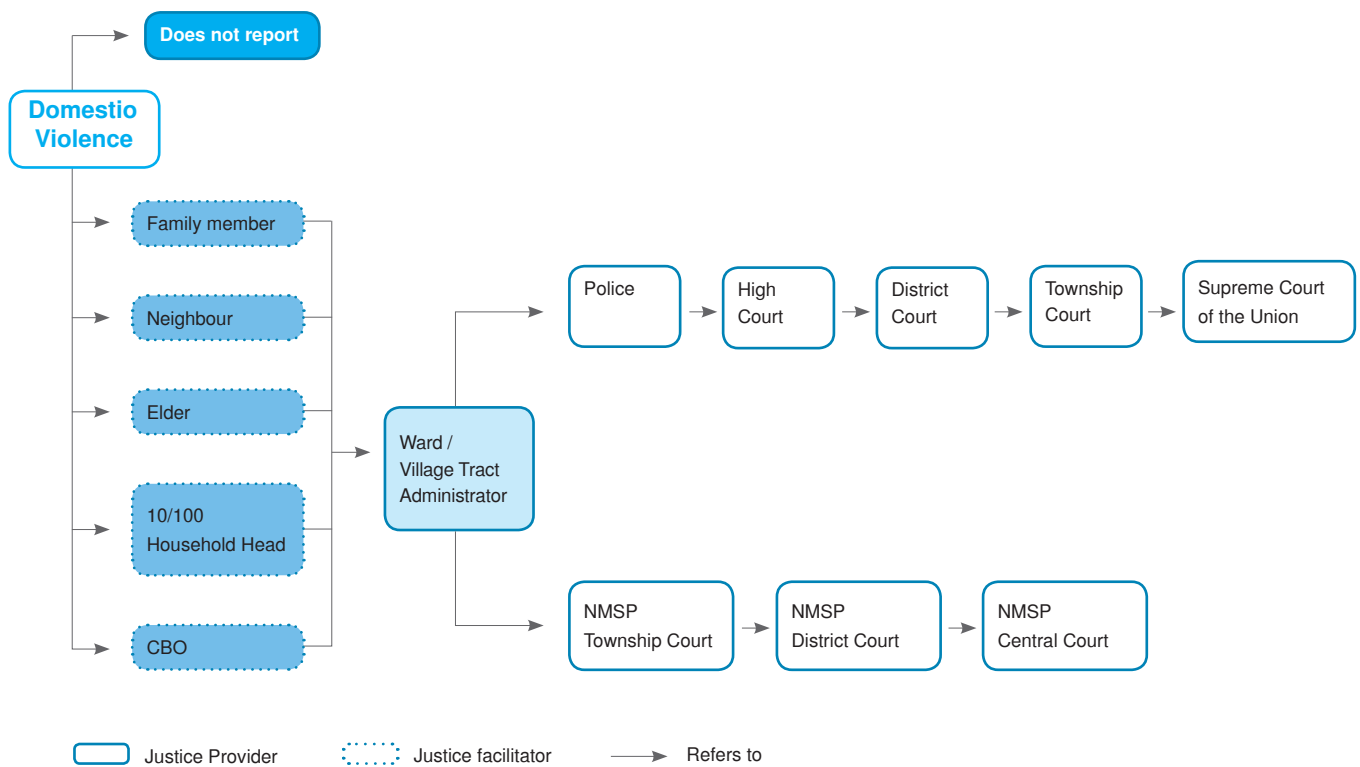 Does not report
Domestio
Violence
Family member
Neighbour
Elder
10/100
Household Head
CBO
Ward /
Village Tract
Administrator
Police
High
Court
District
Court
Township
Court
Supreme Court
of the Union
NMSP
Township Court
NMSP
District Court
NMSP
Central Court
Justice Provider
Justice facilitator
Refers to